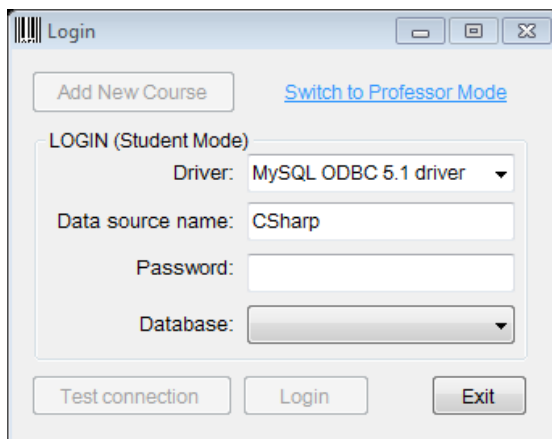 Login
Add New Course Switch to Professor Mode
LOGIN (Student Mode)
Driver: MySQL ODBC 5.1 driver
Data source name: CSharp
Password:
Database:
Test connection Login Exit